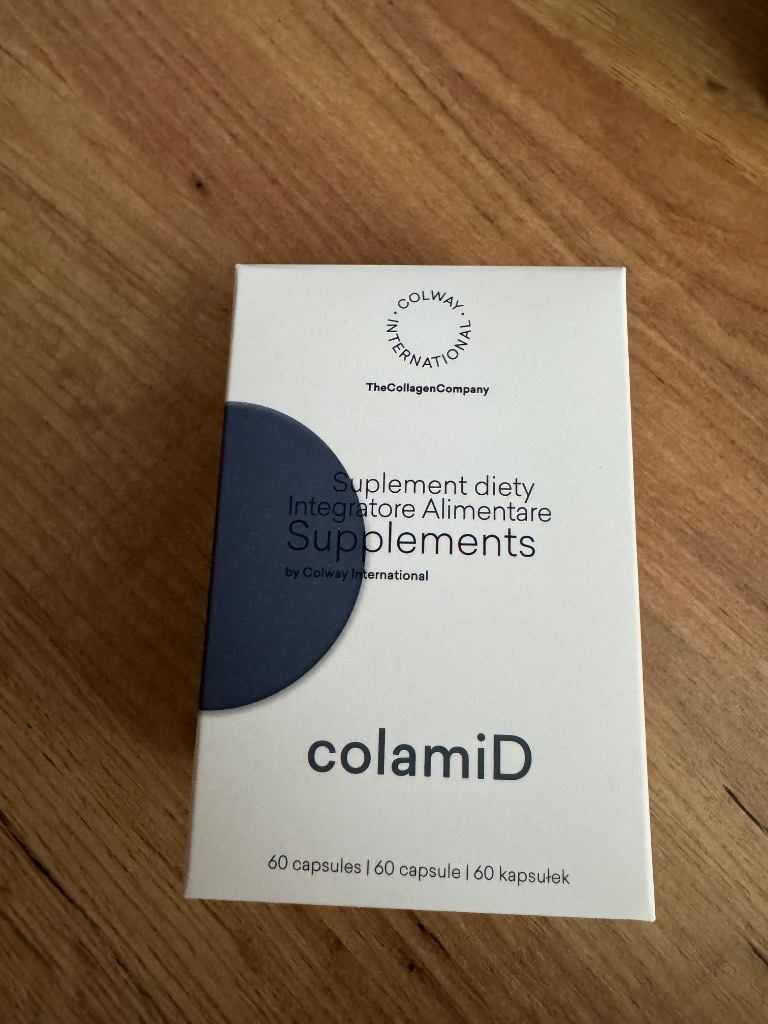 · COLWAY · INTERNATIONAL
TheCollagenCompany
Suplement diety
Integratore Alimentare
Supplements
by Colway International
colamiD
60 capsules | 60 capsule | 60 kapsułek